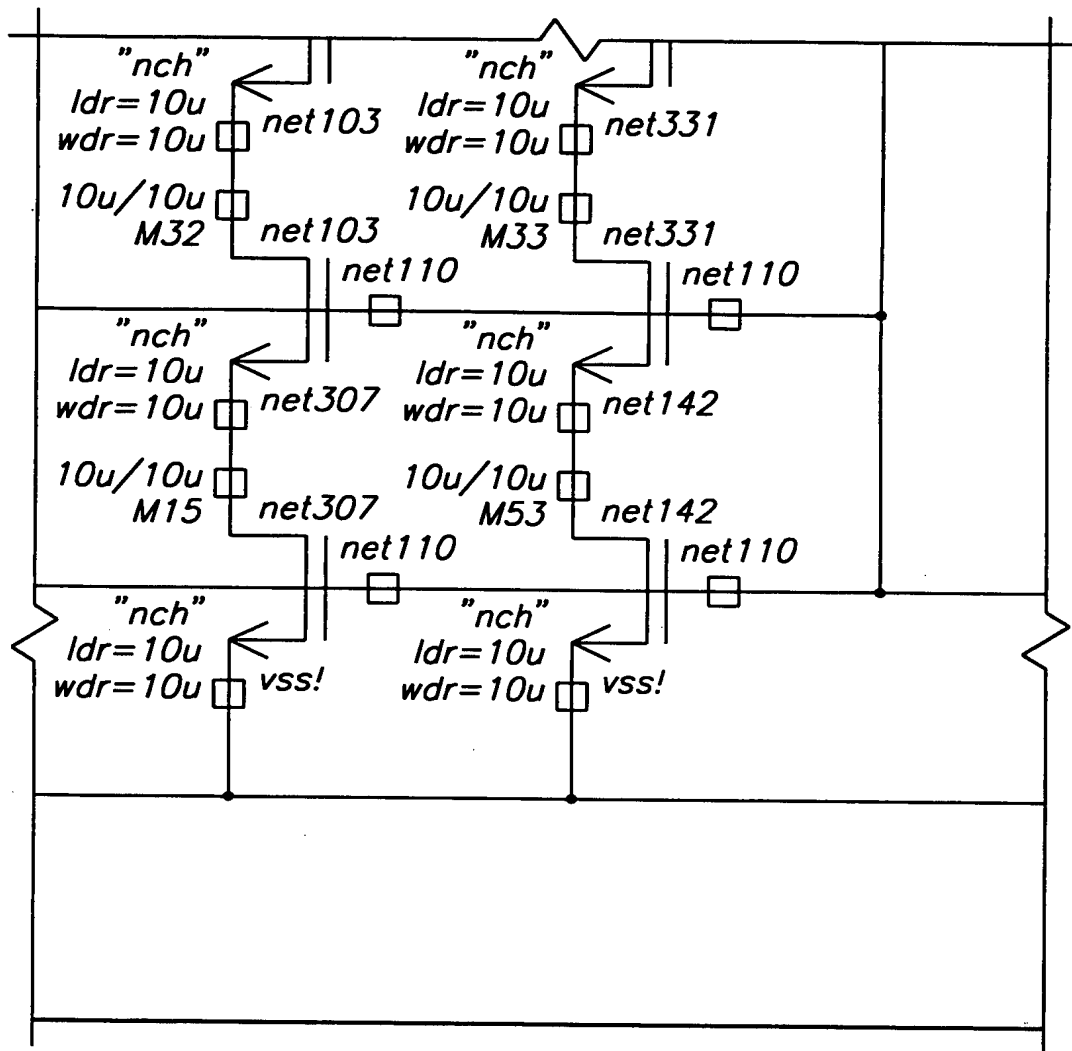 "nch"
ldr=10u
wdr=10u
net103
"nch"
ldr=10u
wdr=10u
net331
10u/10u
M32
net103
10u/10u
M33
net331
net110
net110
"nch"
ldr=10u
wdr=10u
net307
"nch"
ldr=10u
wdr=10u
net142
10u/10u
M15
net307
10u/10u
M53
net142
net110
net110
"nch"
ldr=10u
wdr=10u
vss!
"nch"
ldr=10u
wdr=10u
vss!